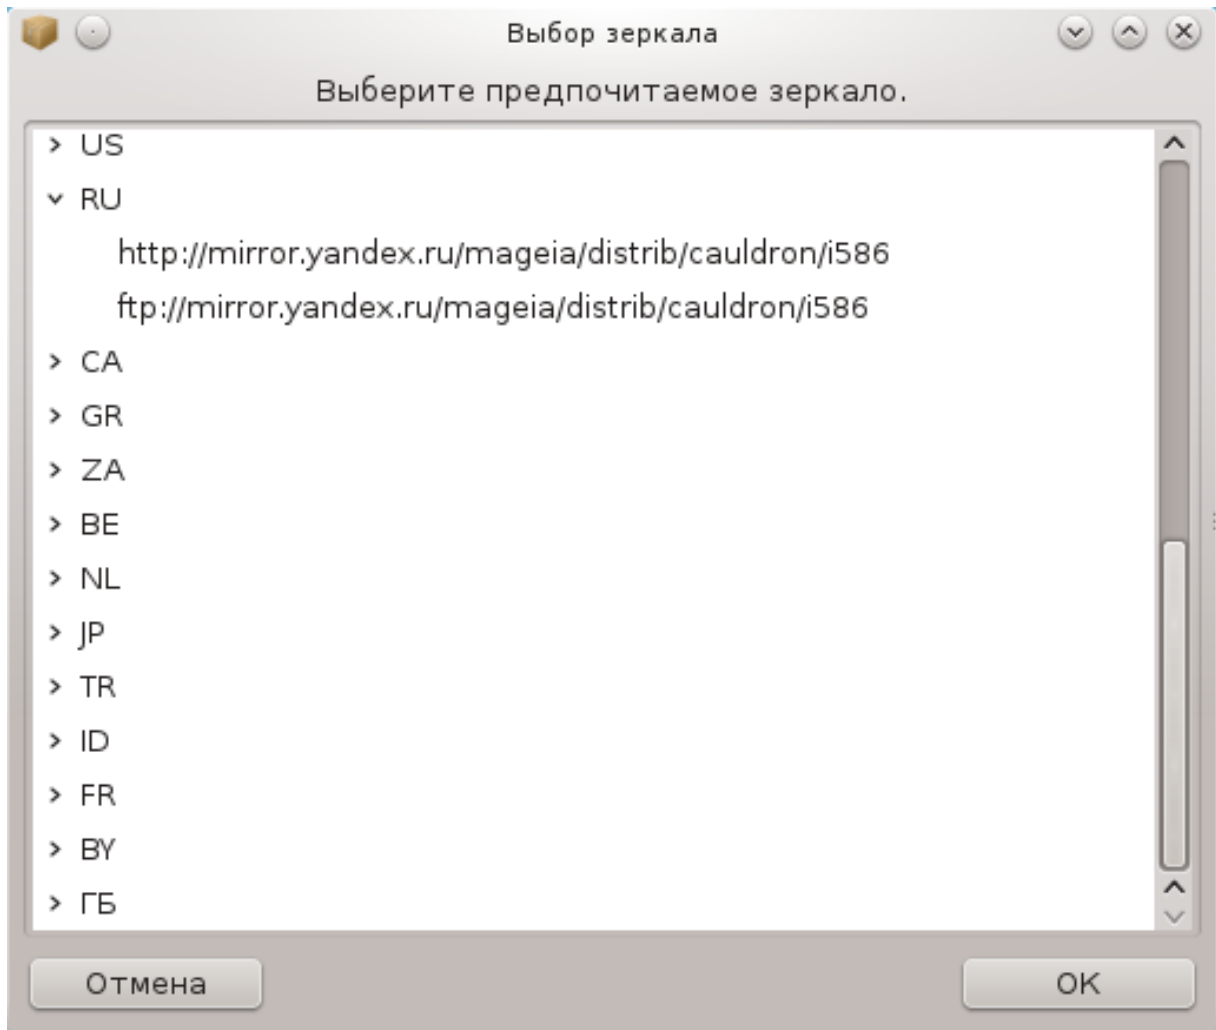 Выбор зеркала
Выберите предпочитаемое зеркало.
US
RU
http://mirror.yandex.ru/mageia/distrib/cauldron/i586
ftp://mirror.yandex.ru/mageia/distrib/cauldron/i586
CA
GR
ZA
BE
NL
JP
TR
ID
FR
BY
ГБ
Отмена
OK